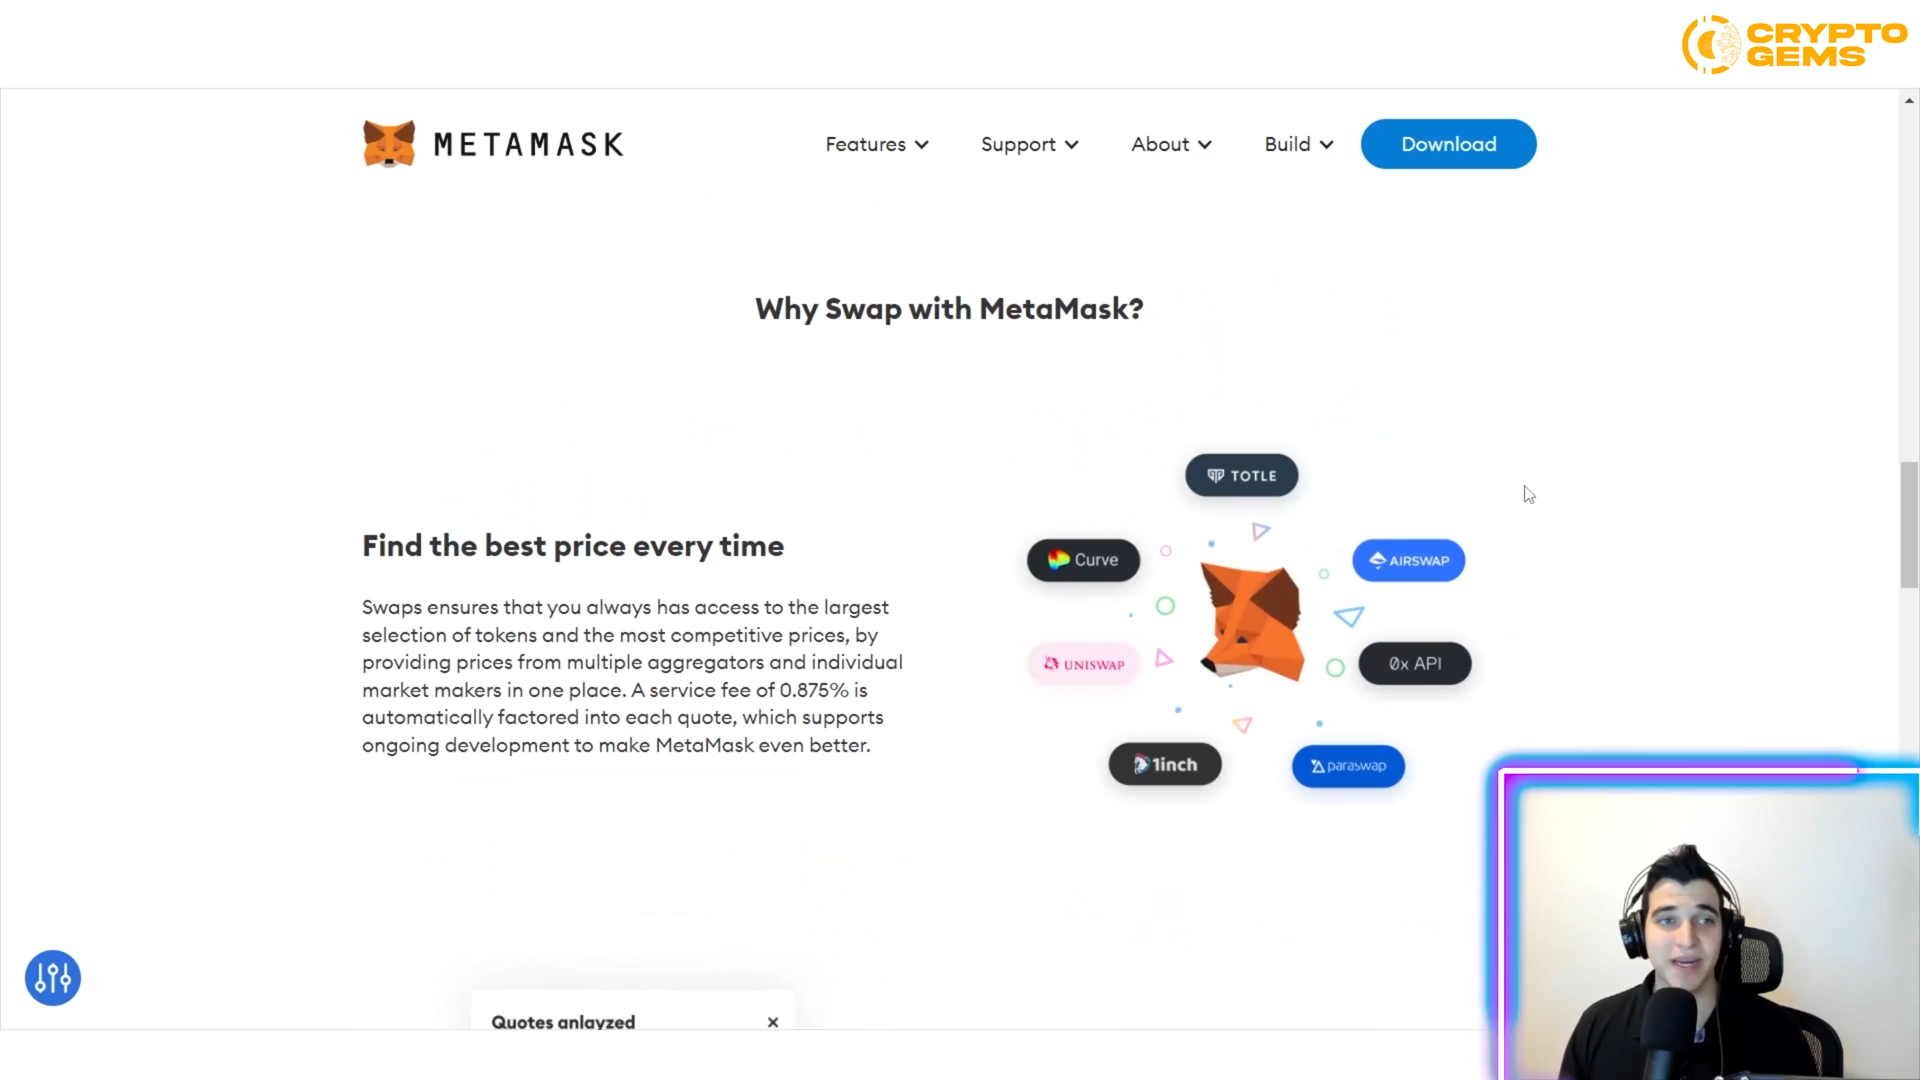 CRYPTO
GEMS
METAMASK
Features
Support
About
Build
Download
Why Swap with MetaMask?
TOTLE
Curve
AIRSWAP
Find the best price every time
Swaps ensures that you always has access to the largest
selection of tokens and the most competitive prices, by
providing prices from multiple aggregators and individual
market makers in one place. A service fee of 0.875% is
automatically factored into each quote, which supports
ongoing development to make MetaMask even better.
UNISWAP
0x API
1inch
paraswap
Quotes anlayzed